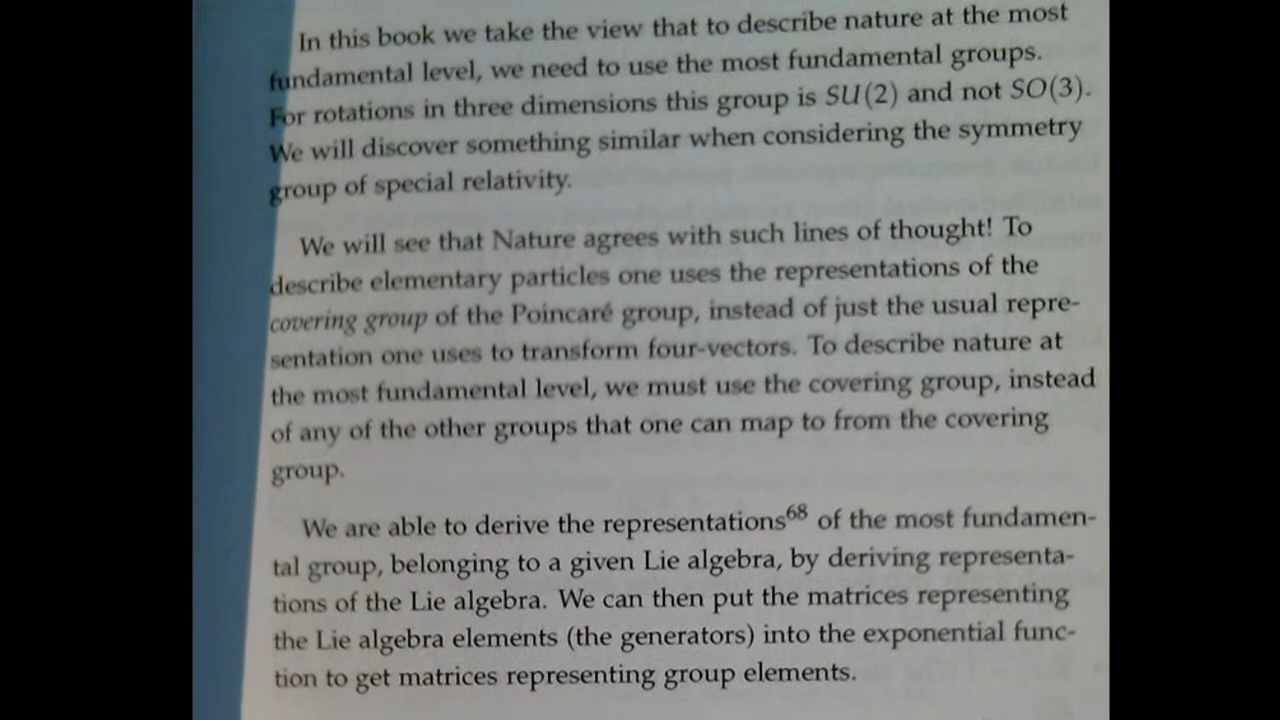 In this book we take the view that to describe nature at the most
fundamental level, we need to use the most fundamental groups.
For rotations in three dimensions this group is SU(2) and not SO(3).
We will discover something similar when considering the symmetry
group of special relativity.
We will see that Nature agrees with such lines of thought! To
describe elementary particles one uses the representations of the
covering group of the Poincaré group, instead of just the usual repre-
sentation one uses to transform four-vectors. To describe nature at
the most fundamental level, we must use the covering group, instead
of any of the other groups that one can map to from the covering
group.
We are able to derive the representations68 of the most fundamen-
tal group, belonging to a given Lie algebra, by deriving representa-
tions of the Lie algebra. We can then put the matrices representing
the Lie algebra elements (the generators) into the exponential func-
tion to get matrices representing group elements.